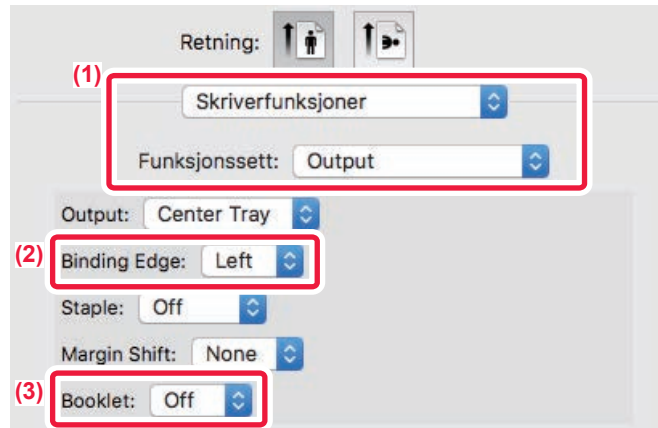 Retning:
(1)
Skriverfunksjoner
Funksjonssett: Output
Output: Center Tray
(2) Binding Edge: Left
Staple: Off
Margin Shift: None
(3) Booklet: Off